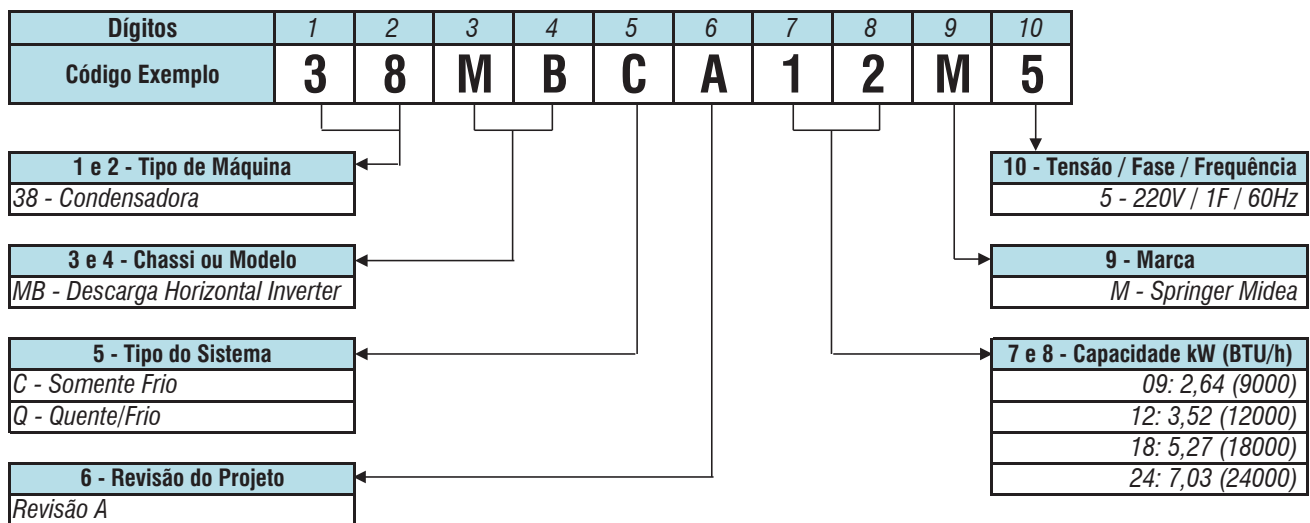 Dígitos 1 2 3 4 5 6 7 8 9 10
Código Exemplo 3 8 M B C A 1 2 M 5
1 e 2 - Tipo de Máquina
38 - Condensadora
3 e 4 - Chassi ou Modelo
MB - Descarga Horizontal Inverter
5 - Tipo do Sistema
C - Somente Frio
Q - Quente/Frio
6 - Revisão do Projeto
Revisão A
10 - Tensão / Fase / Frequência
5 - 220V / 1F / 60Hz
9 - Marca
M - Springer Midea
7 e 8 - Capacidade kW (BTU/h)
09: 2,64 (9000)
12: 3,52 (12000)
18: 5,27 (18000)
24: 7,03 (24000)